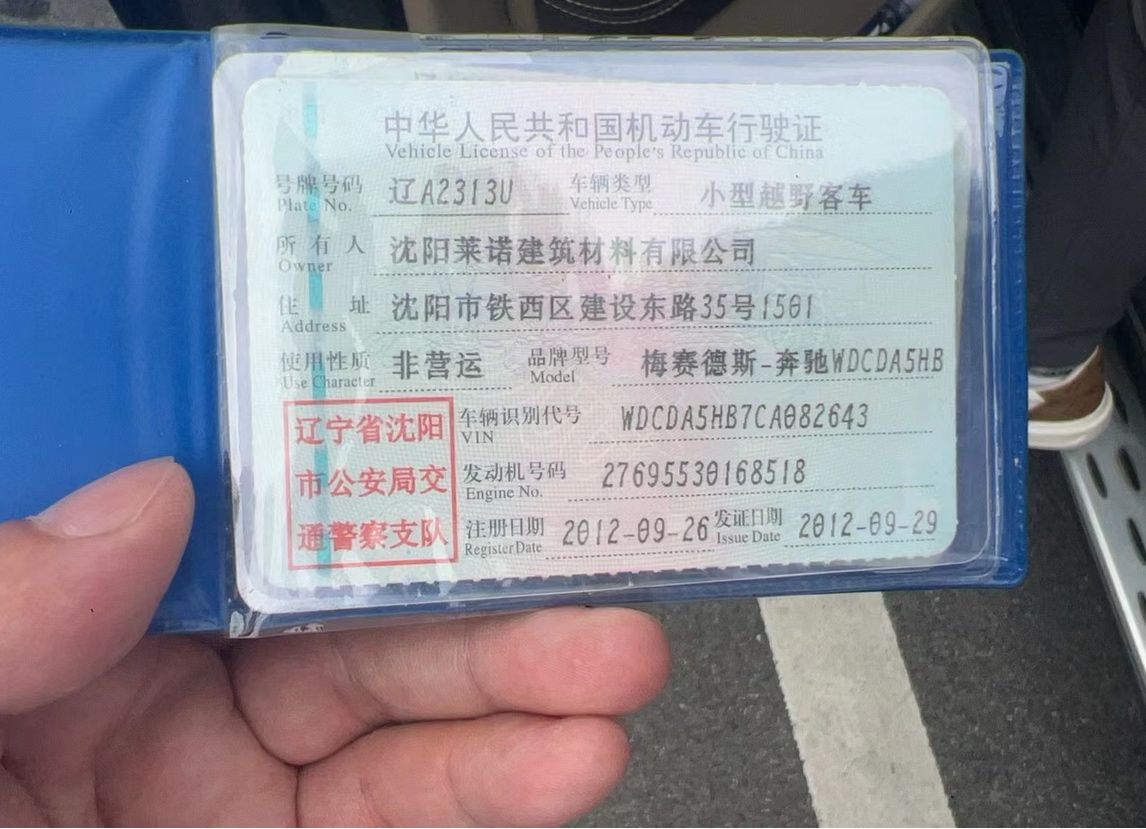 中华人民共和国机动车行驶证
Vehicle License of the People's Republic of China
号牌号码 辽A2313U 车辆类型 小型越野客车
Plate No. Vehicle Type
所有人 沈阳莱诺建筑材料有限公司
Owner
住址 沈阳市铁西区建设东路35号1501
Address
使用性质 非营运 品牌型号 梅赛德斯-奔驰WDCDA5HB
Use Character Model
辽宁省沈阳
市公安局交
通警察支队
车辆识别代号 WDCDA5HB7CA082643
VIN
发动机号码 27695530168518
Engine No.
注册日期 2012-09-26 发证日期 2012-09-29
Register Date Issue Date